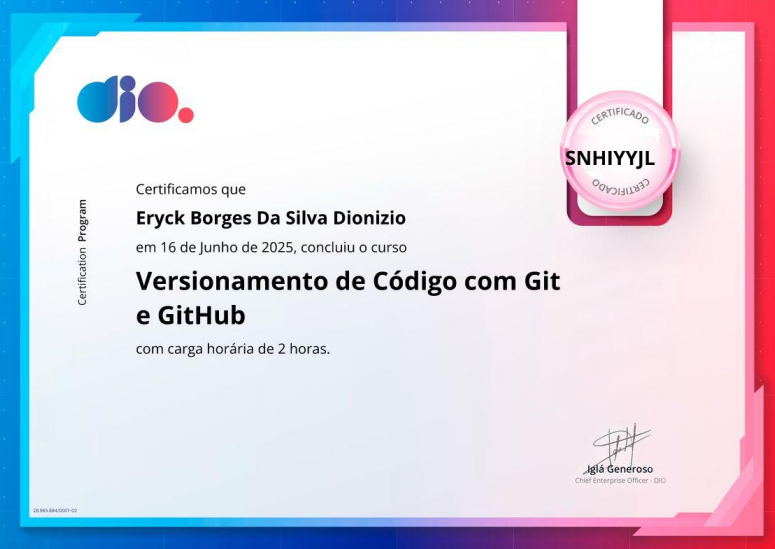 dio.
CERTIFICADO
SNHIYYJL
CERTIFICADO
Certification Program
Certificamos que
Eryck Borges Da Silva Dionizio
em 16 de Junho de 2025, concluiu o curso
Versionamento de Código com Git
e GitHub
com carga horária de 2 horas.
Iglá Generoso
Chief Enterprise Officer - DIO